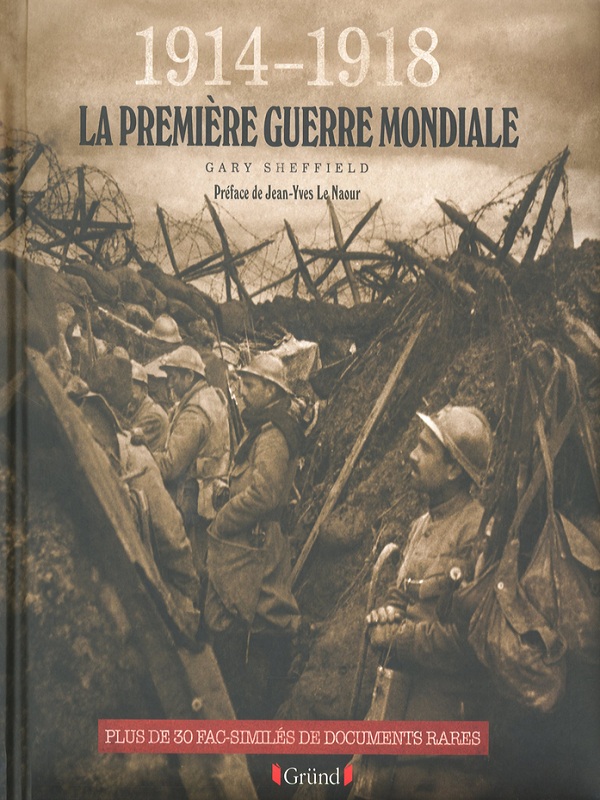 1914–1918
LA PREMIÈRE GUERRE MONDIALE
GARY SHEFFIELD
Préface de Jean-Yves Le Naour
PLUS DE 30 FAC-SIMILÉS DE DOCUMENTS RARES
Gründ